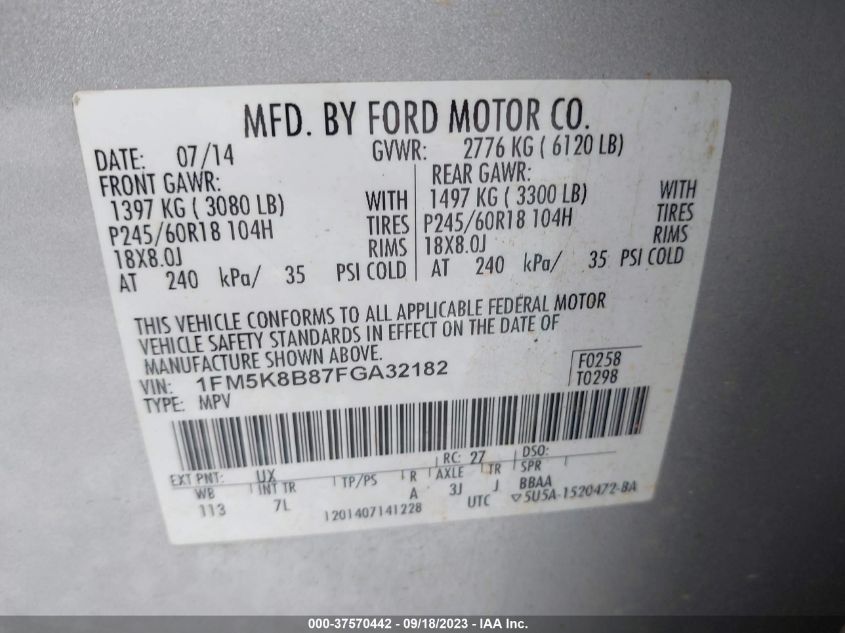 MFD. BY FORD MOTOR CO.
DATE: 07/14 GVWR: 2776 KG ( 6120 LB)
FRONT GAWR: REAR GAWR:
1397 KG ( 3080 LB) WITH 1497 KG ( 3300 LB) WITH
P245/60R18 104H TIRES P245/60R18 104H TIRES
18X8.0J RIMS 18X8.0J RIMS
AT 240 kPa/ 35 PSI COLD AT 240 kPa/ 35 PSI COLD
THIS VEHICLE CONFORMS TO ALL APPLICABLE FEDERAL MOTOR
VEHICLE SAFETY STANDARDS IN EFFECT ON THE DATE OF
MANUFACTURE SHOWN ABOVE.
VIN: 1FM5K8B87FGA32182 F0258
TYPE: MPV T0298
EXT PNT: UX RC: 27 DSO:
WB INT TR TP/PS R AXLE TR SPR
113 7L A 3J J BBAA
1201407141228 UTC ▽5U5A-1520472-BA
000-37570442 - 09/18/2023 - IAA Inc.